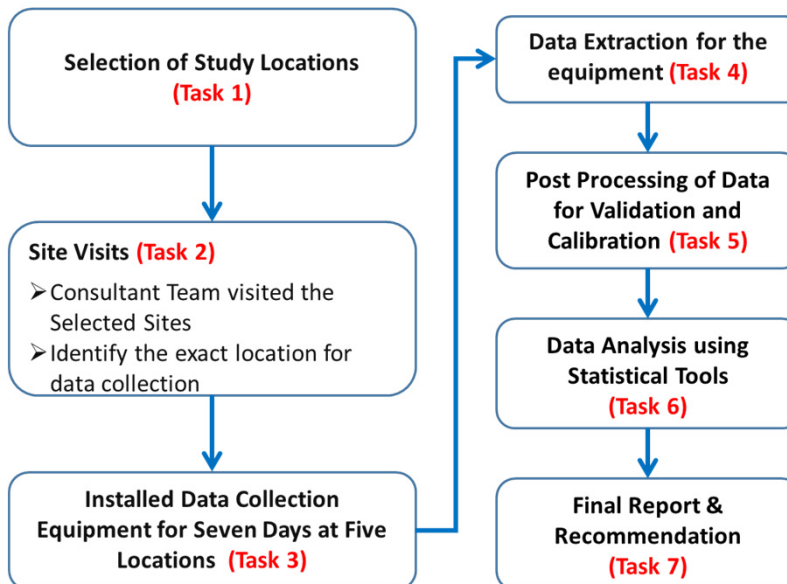 Selection of Study Locations
(Task 1)
Site Visits (Task 2)
➢Consultant Team visited the
Selected Sites
➢Identify the exact location for
data collection
Installed Data Collection
Equipment for Seven Days at Five
Locations (Task 3)
Data Extraction for the
equipment (Task 4)
Post Processing of Data
for Validation and
Calibration (Task 5)
Data Analysis using
Statistical Tools
(Task 6)
Final Report &
Recommendation
(Task 7)